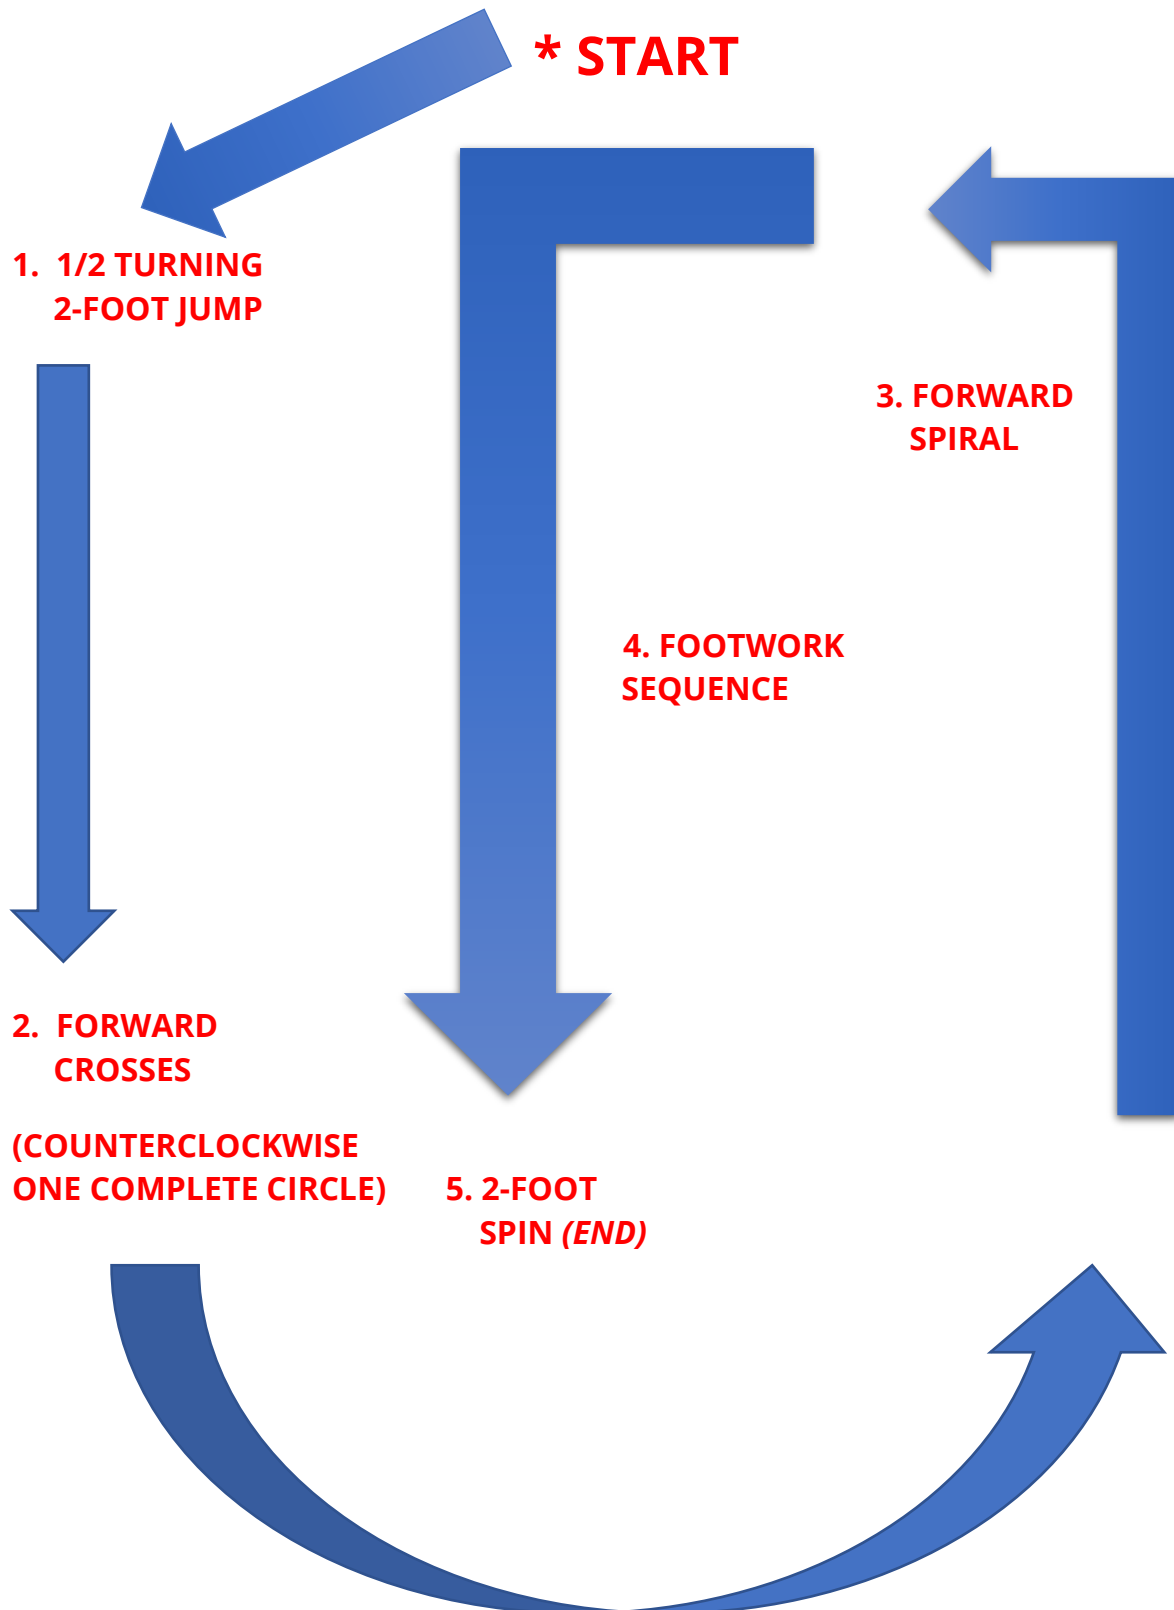 * START
1. 1/2 TURNING
2-FOOT JUMP
2. FORWARD
CROSSES
(COUNTERCLOCKWISE
ONE COMPLETE CIRCLE)
3. FORWARD
SPIRAL
4. FOOTWORK
SEQUENCE
5. 2-FOOT
SPIN (END)